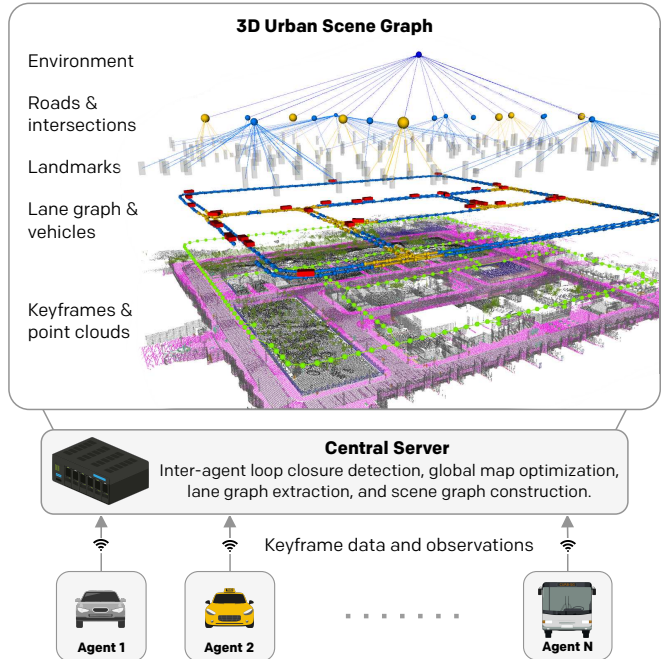 3D Urban Scene Graph
Environment
Roads &
intersections
Landmarks
Lane graph &
vehicles
Keyframes &
point clouds
Central Server
Inter-agent loop closure detection, global map optimization,
lane graph extraction, and scene graph construction.
Keyframe data and observations
Agent 1
Agent 2
Agent N